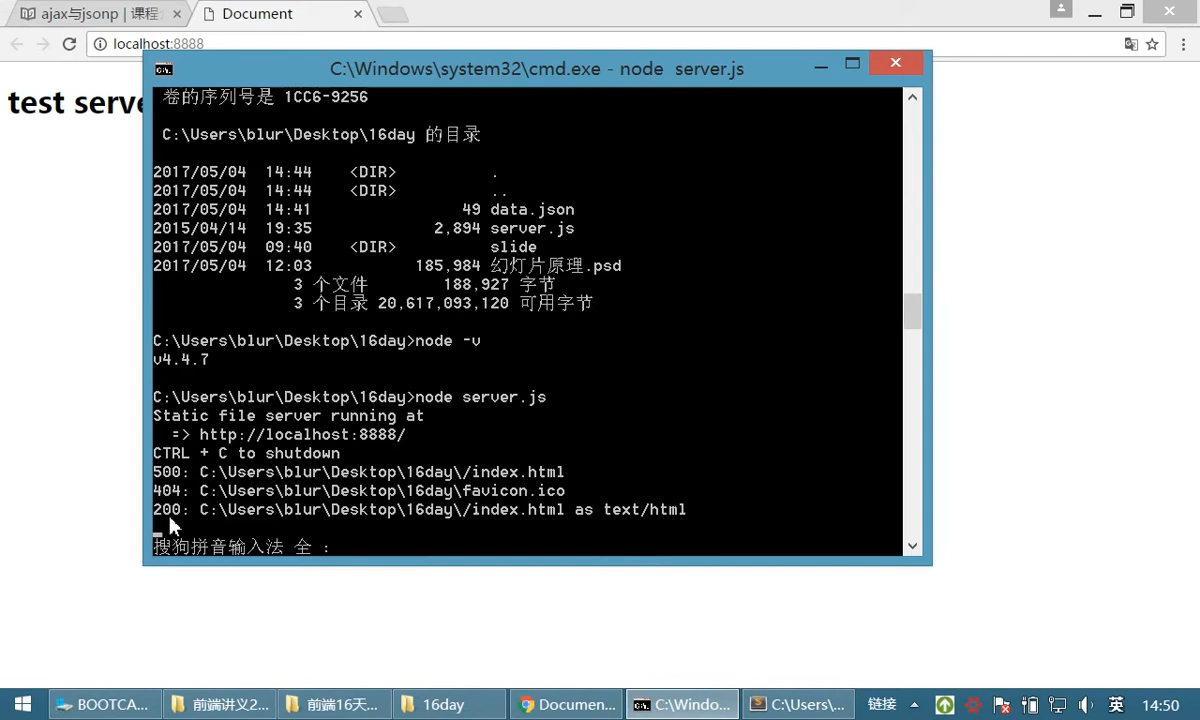 ajax与jsonp | 课程
Document
localhost:8888
test serve
C:\Windows\system32\cmd.exe - node  server.js
卷的序列号是 1CC6-9256
C:\Users\blur\Desktop\16day 的目录
2017/05/04  14:44    <DIR>          .
2017/05/04  14:44    <DIR>          ..
2017/05/04  14:41                49 data.json
2015/04/14  19:35             2,894 server.js
2017/05/04  09:40    <DIR>          slide
2017/05/04  12:03           185,984 幻灯片原理.psd
3 个文件        188,927 字节
3 个目录 20,617,093,120 可用字节
C:\Users\blur\Desktop\16day>node -v
v4.4.7
C:\Users\blur\Desktop\16day>node server.js
Static file server running at
=> http://localhost:8888/
CTRL + C to shutdown
500: C:\Users\blur\Desktop\16day\/index.html
404: C:\Users\blur\Desktop\16day\favicon.ico
200: C:\Users\blur\Desktop\16day\/index.html as text/html
搜狗拼音输入法 全 :
BOOTCA...
前端讲义2...
前端16天...
16day
Documen...
C:\Windo...
C:\Users\...
链接
英
14:50